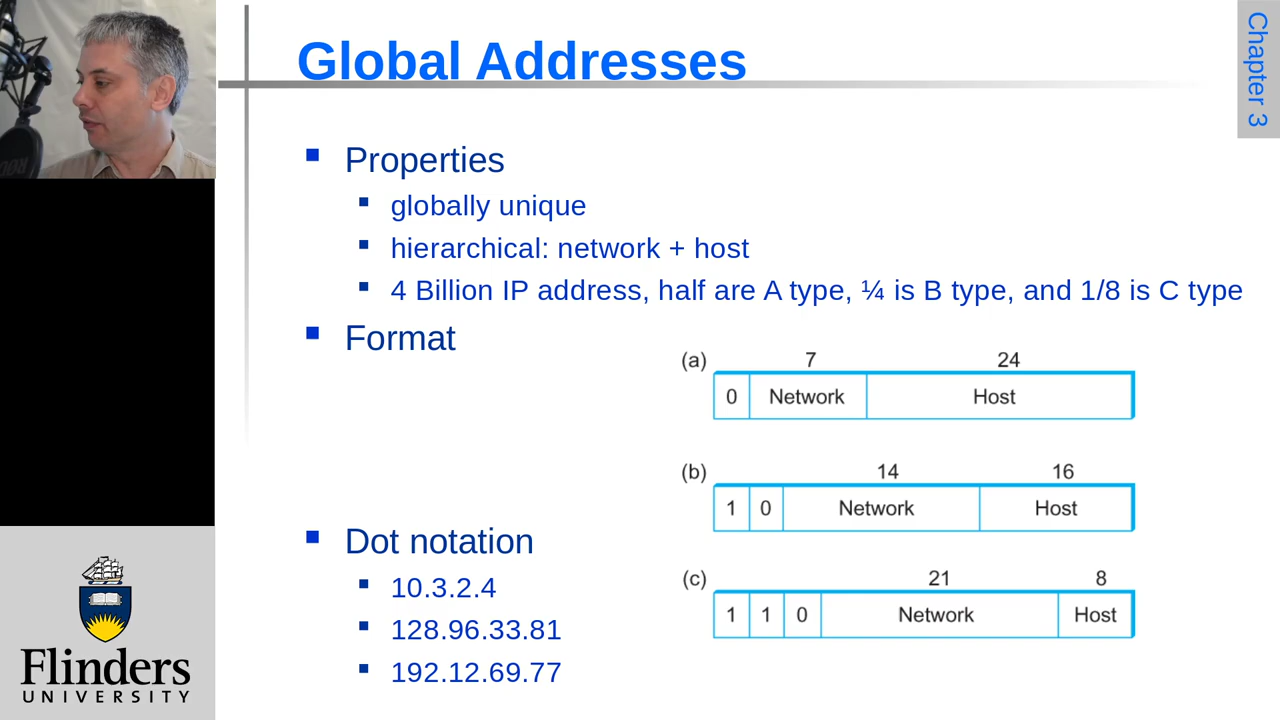 Global Addresses
Chapter 3
Properties
globally unique
hierarchical: network + host
4 Billion IP address, half are A type, ¼ is B type, and 1/8 is C type
Format
(a) 7 24
0 Network Host
(b) 14 16
1 0 Network Host
(c) 21 8
1 1 0 Network Host
Dot notation
10.3.2.4
128.96.33.81
192.12.69.77
Flinders
UNIVERSITY